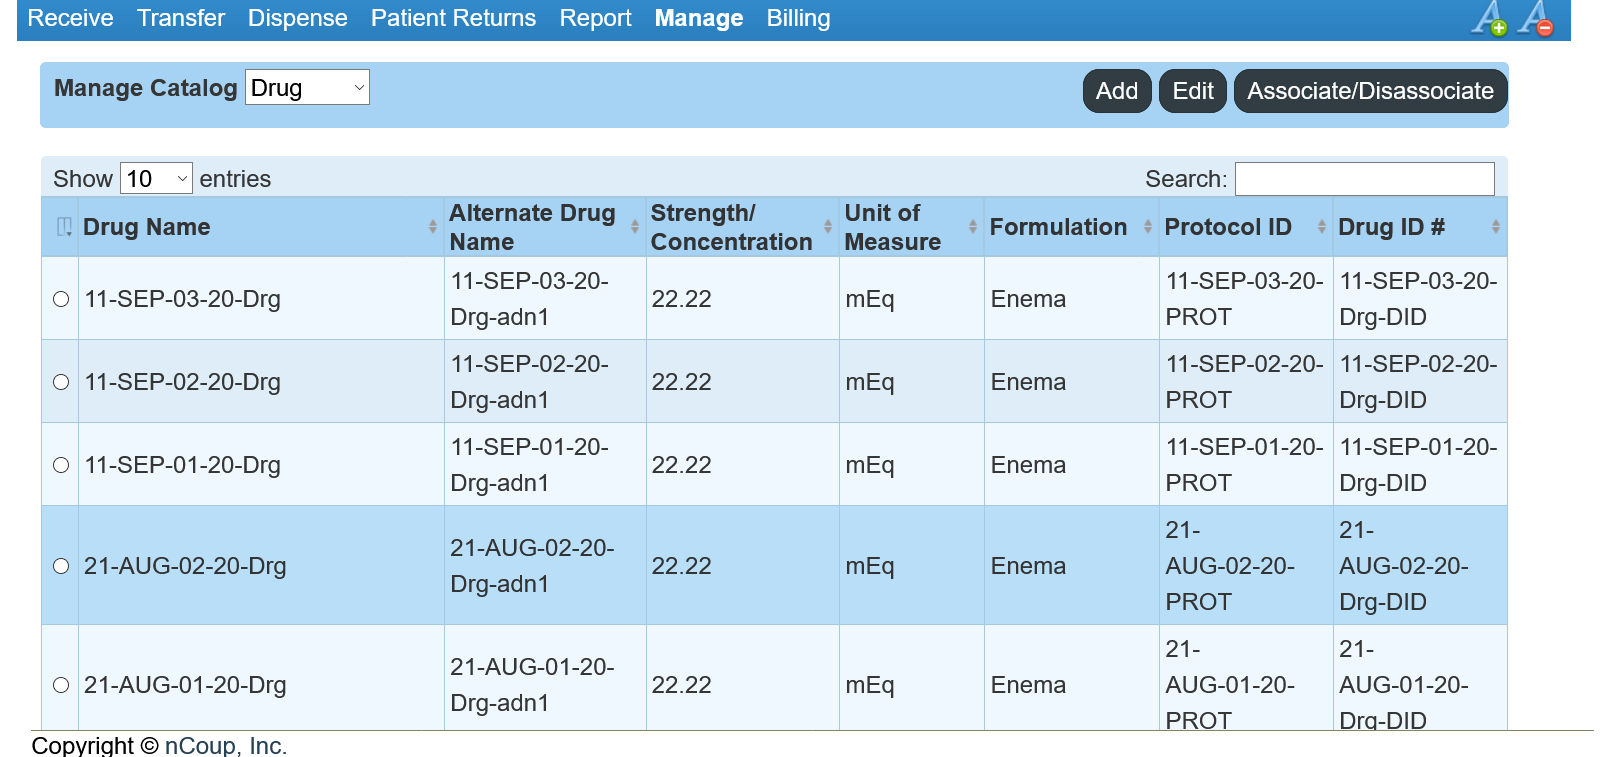 Receive Transfer Dispense Patient Returns Report Manage Billing
Manage Catalog Drug Add Edit Associate/Disassociate
Show 10 entries Search:
Drug Name Alternate Drug Name Strength/ Concentration Unit of Measure Formulation Protocol ID Drug ID #
11-SEP-03-20-Drg 11-SEP-03-20-Drg-adn1 22.22 mEq Enema 11-SEP-03-20-PROT 11-SEP-03-20-Drg-DID
11-SEP-02-20-Drg 11-SEP-02-20-Drg-adn1 22.22 mEq Enema 11-SEP-02-20-PROT 11-SEP-02-20-Drg-DID
11-SEP-01-20-Drg 11-SEP-01-20-Drg-adn1 22.22 mEq Enema 11-SEP-01-20-PROT 11-SEP-01-20-Drg-DID
21-AUG-02-20-Drg 21-AUG-02-20-Drg-adn1 22.22 mEq Enema 21-AUG-02-20-PROT 21-AUG-02-20-Drg-DID
21-AUG-01-20-Drg 21-AUG-01-20-Drg-adn1 22.22 mEq Enema 21-AUG-01-20-PROT 21-AUG-01-20-Drg-DID
Copyright © nCoup, Inc.